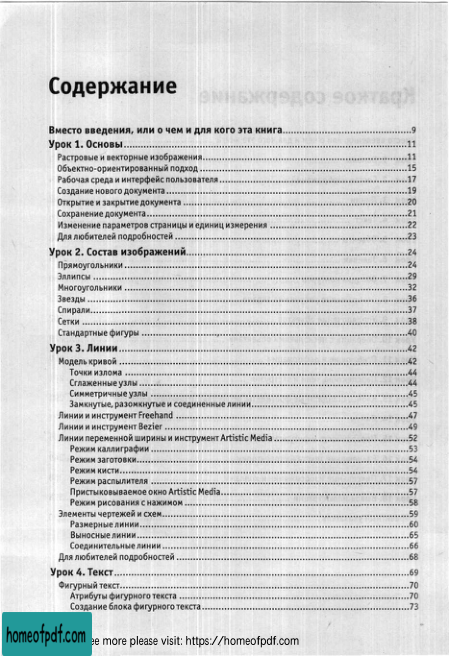 Содержание
Вместо введения, или о чем и для кого эта книга 9
Урок 1. Основы 11
Растровые и векторные изображения 11
Объектно-ориентированный подход 15
Рабочая среда и интерфейс пользователя 17
Создание нового документа 19
Открытие и закрытие документа 20
Сохранение документа 21
Изменение параметров страницы и единиц измерения 22
Для любителей подробностей 23
Урок 2. Состав изображений 24
Прямоугольники 24
Эллипсы 29
Многоугольники 32
Звезды 36
Спирали 37
Сетки 38
Стандартные фигуры 40
Урок 3. Линии 42
Модель кривой 42
Точки излома 44
Сглаженные узлы 44
Симметричные узлы 45
Замкнутые, разомкнутые и соединенные линии 45
Линии и инструмент Freehand 47
Линии и инструмент Bezier 49
Линии переменной ширины и инструмент Artistic Media 52
Режим каллиграфии 53
Режим заготовки 54
Режим кисти 54
Режим распылителя 57
Пристыковываемое окно Artistic Media 57
Режим рисования с нажимом 58
Элементы чертежей и схем 59
Размерные линии 60
Выносные линии 65
Соединительные линии 66
Для любителей подробностей 68
Урок 4. Текст 69
Фигурный текст 70
Атрибуты фигурного текста 70
Создание блока фигурного текста 73
homeofpdf.com
ee more please visit: https://homeofpdf.com